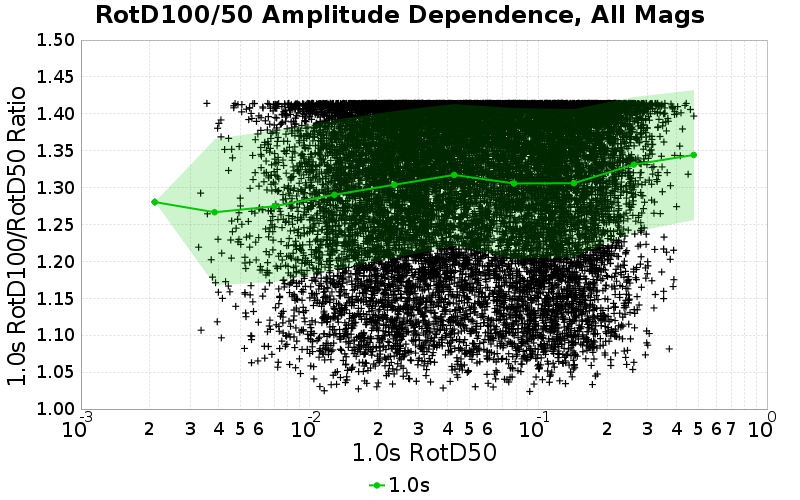 RotD100/50 Amplitude Dependence, All Mags
1.0s RotD100/RotD50 Ratio
1.50
1.45
1.40
1.35
1.30
1.25
1.20
1.15
1.10
1.05
1.00
10-3 2 3 4 5 6 10-2 2 3 4 5 6 10-1 2 3 4 5 6 7 100
1.0s RotD50
1.0s